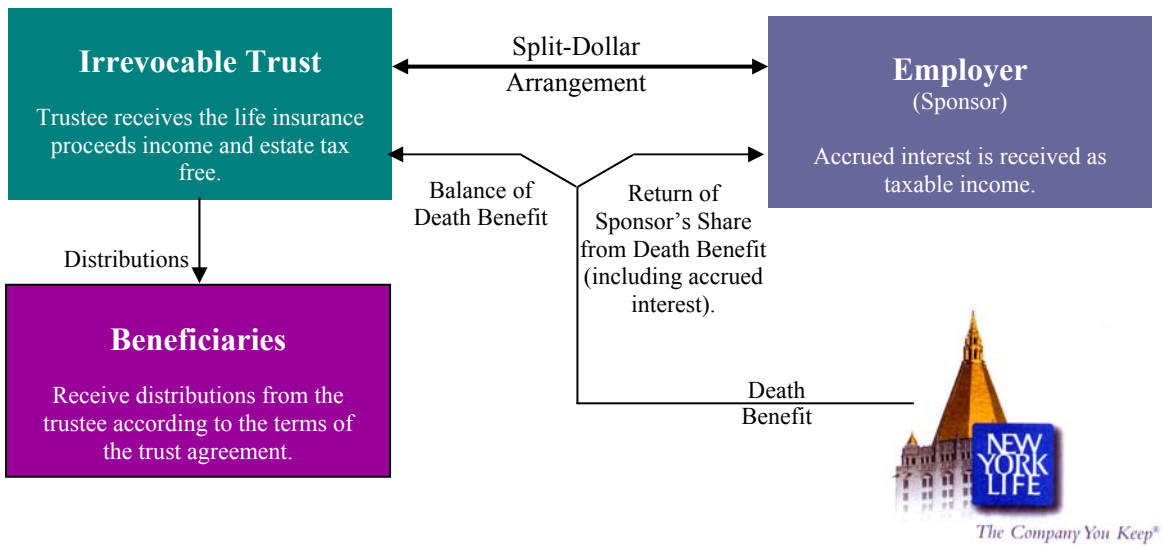 Irrevocable Trust
Trustee receives the life insurance
proceeds income and estate tax
free.
Split-Dollar
Arrangement
Employer
(Sponsor)
Accrued interest is received as
taxable income.
Balance of
Death Benefit
Return of
Sponsor’s Share
from Death Benefit
(including accrued
interest).
Distributions
Beneficiaries
Receive distributions from the
trustee according to the terms of
the trust agreement.
Death
Benefit
NEW
YORK
LIFE
The Company You Keep®